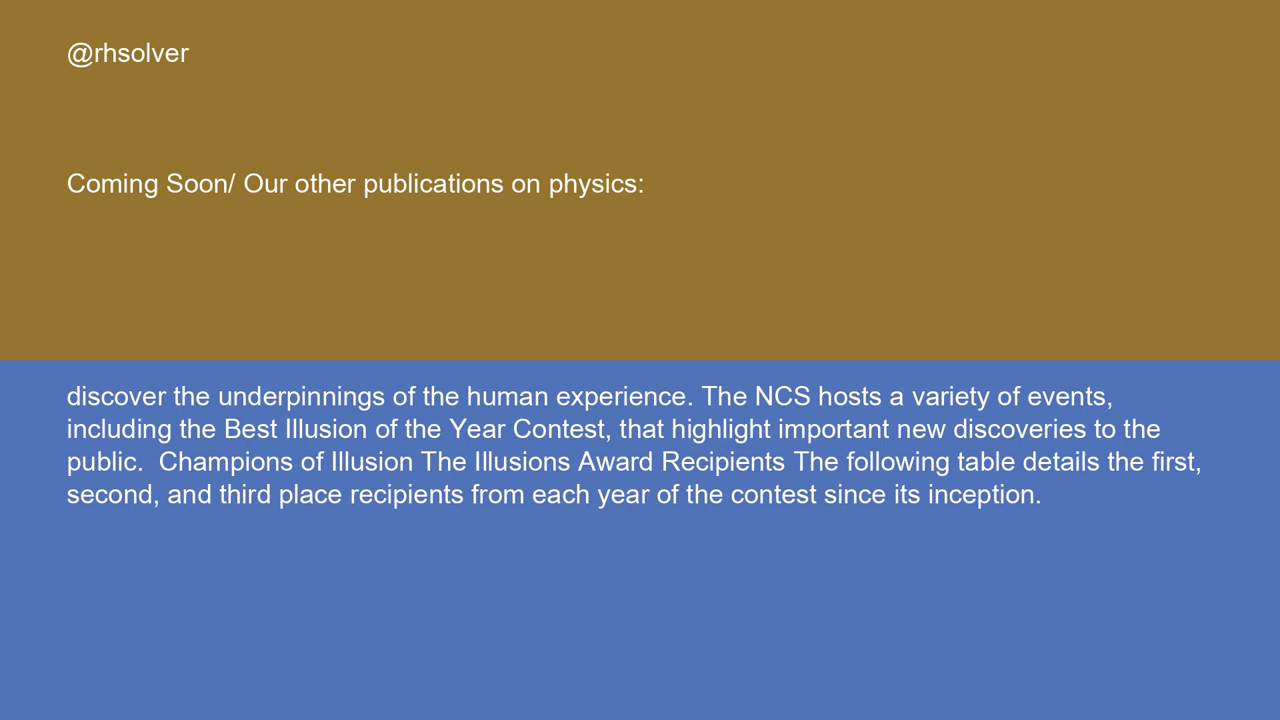 @rhsolver
Coming Soon/ Our other publications on physics:
discover the underpinnings of the human experience. The NCS hosts a variety of events,
including the Best Illusion of the Year Contest, that highlight important new discoveries to the
public.  Champions of Illusion The Illusions Award Recipients The following table details the first,
second, and third place recipients from each year of the contest since its inception.